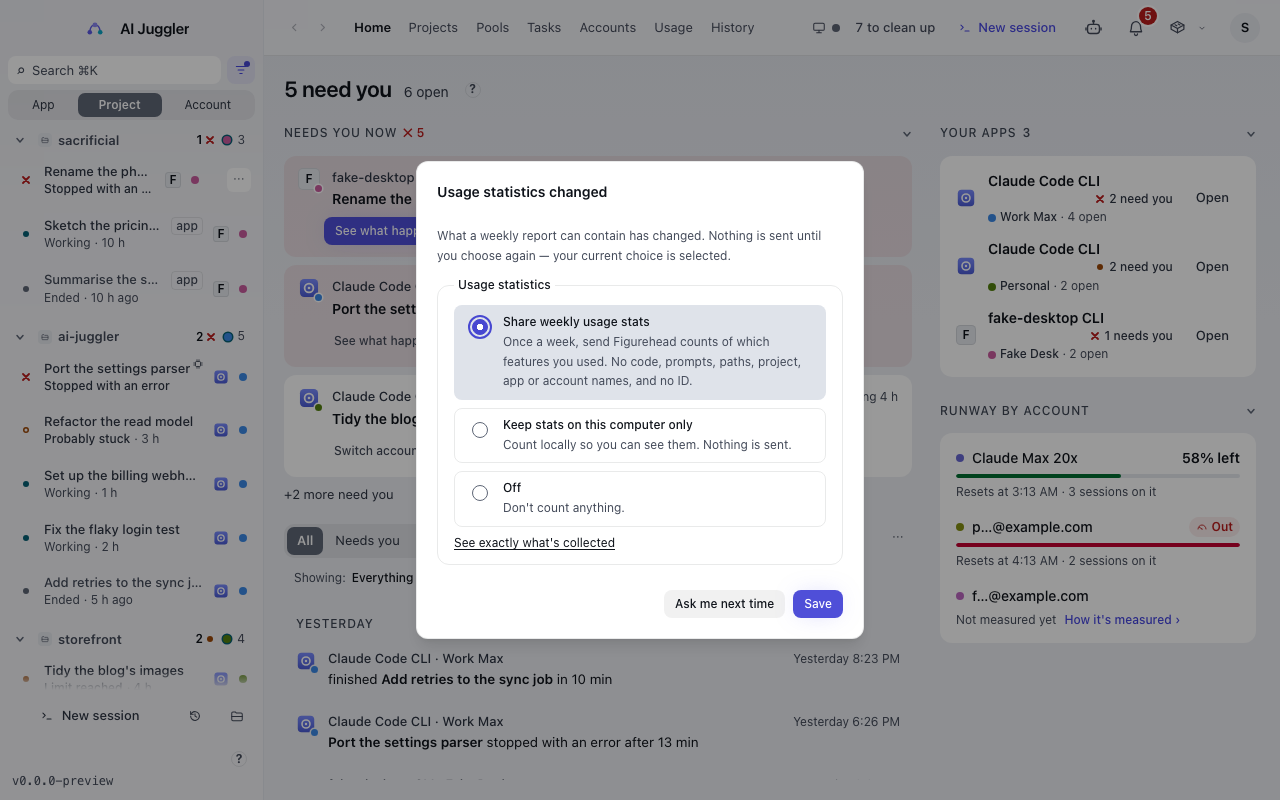 AI Juggler
Search ⌘K
App
Project
Account
sacrificial
1
3
Rename the ph...
Stopped with an ...
F
Sketch the pricin...
app
Working · 10 h
F
Summarise the s...
app
Ended · 10 h ago
F
ai-juggler
2
5
Port the settings parser
Stopped with an error
Refactor the read model
Probably stuck · 3 h
Set up the billing webh...
Working · 1 h
Fix the flaky login test
Working · 2 h
Add retries to the sync j...
Ended · 5 h ago
storefront
2
4
Tidy the blog's images
Limit reached · 4 h
New session
?
v0.0.0-preview
Home
Projects
Pools
Tasks
Accounts
Usage
History
7 to clean up
New session
5
S
5 need you
6 open
?
NEEDS YOU NOW
5
F
fake-desktop
Rename the
See what happ
Claude Code
Port the sett
See what happ
Claude Code
ng 4 h
Tidy the blog
Switch accoun
+2 more need you
All
Needs you
...
Showing: Everything
YESTERDAY
Claude Code CLI · Work Max
Yesterday 8:23 PM
finished Add retries to the sync job in 10 min
Claude Code CLI · Work Max
Yesterday 6:26 PM
Port the settings parser stopped with an error after 13 min
Usage statistics changed
What a weekly report can contain has changed. Nothing is sent until
you choose again — your current choice is selected.
Usage statistics
Share weekly usage stats
Once a week, send Figurehead counts of which
features you used. No code, prompts, paths, project,
app or account names, and no ID.
Keep stats on this computer only
Count locally so you can see them. Nothing is sent.
Off
Don't count anything.
See exactly what's collected
Ask me next time
Save
YOUR APPS 3
Claude Code CLI
2 need you
Open
Work Max · 4 open
Claude Code CLI
2 need you
Open
Personal · 2 open
F
fake-desktop CLI
1 needs you
Open
Fake Desk · 2 open
RUNWAY BY ACCOUNT
Claude Max 20x
58% left
Resets at 3:13 AM · 3 sessions on it
p...@example.com
Out
Resets at 4:13 AM · 2 sessions on it
f...@example.com
Not measured yet How it's measured ›